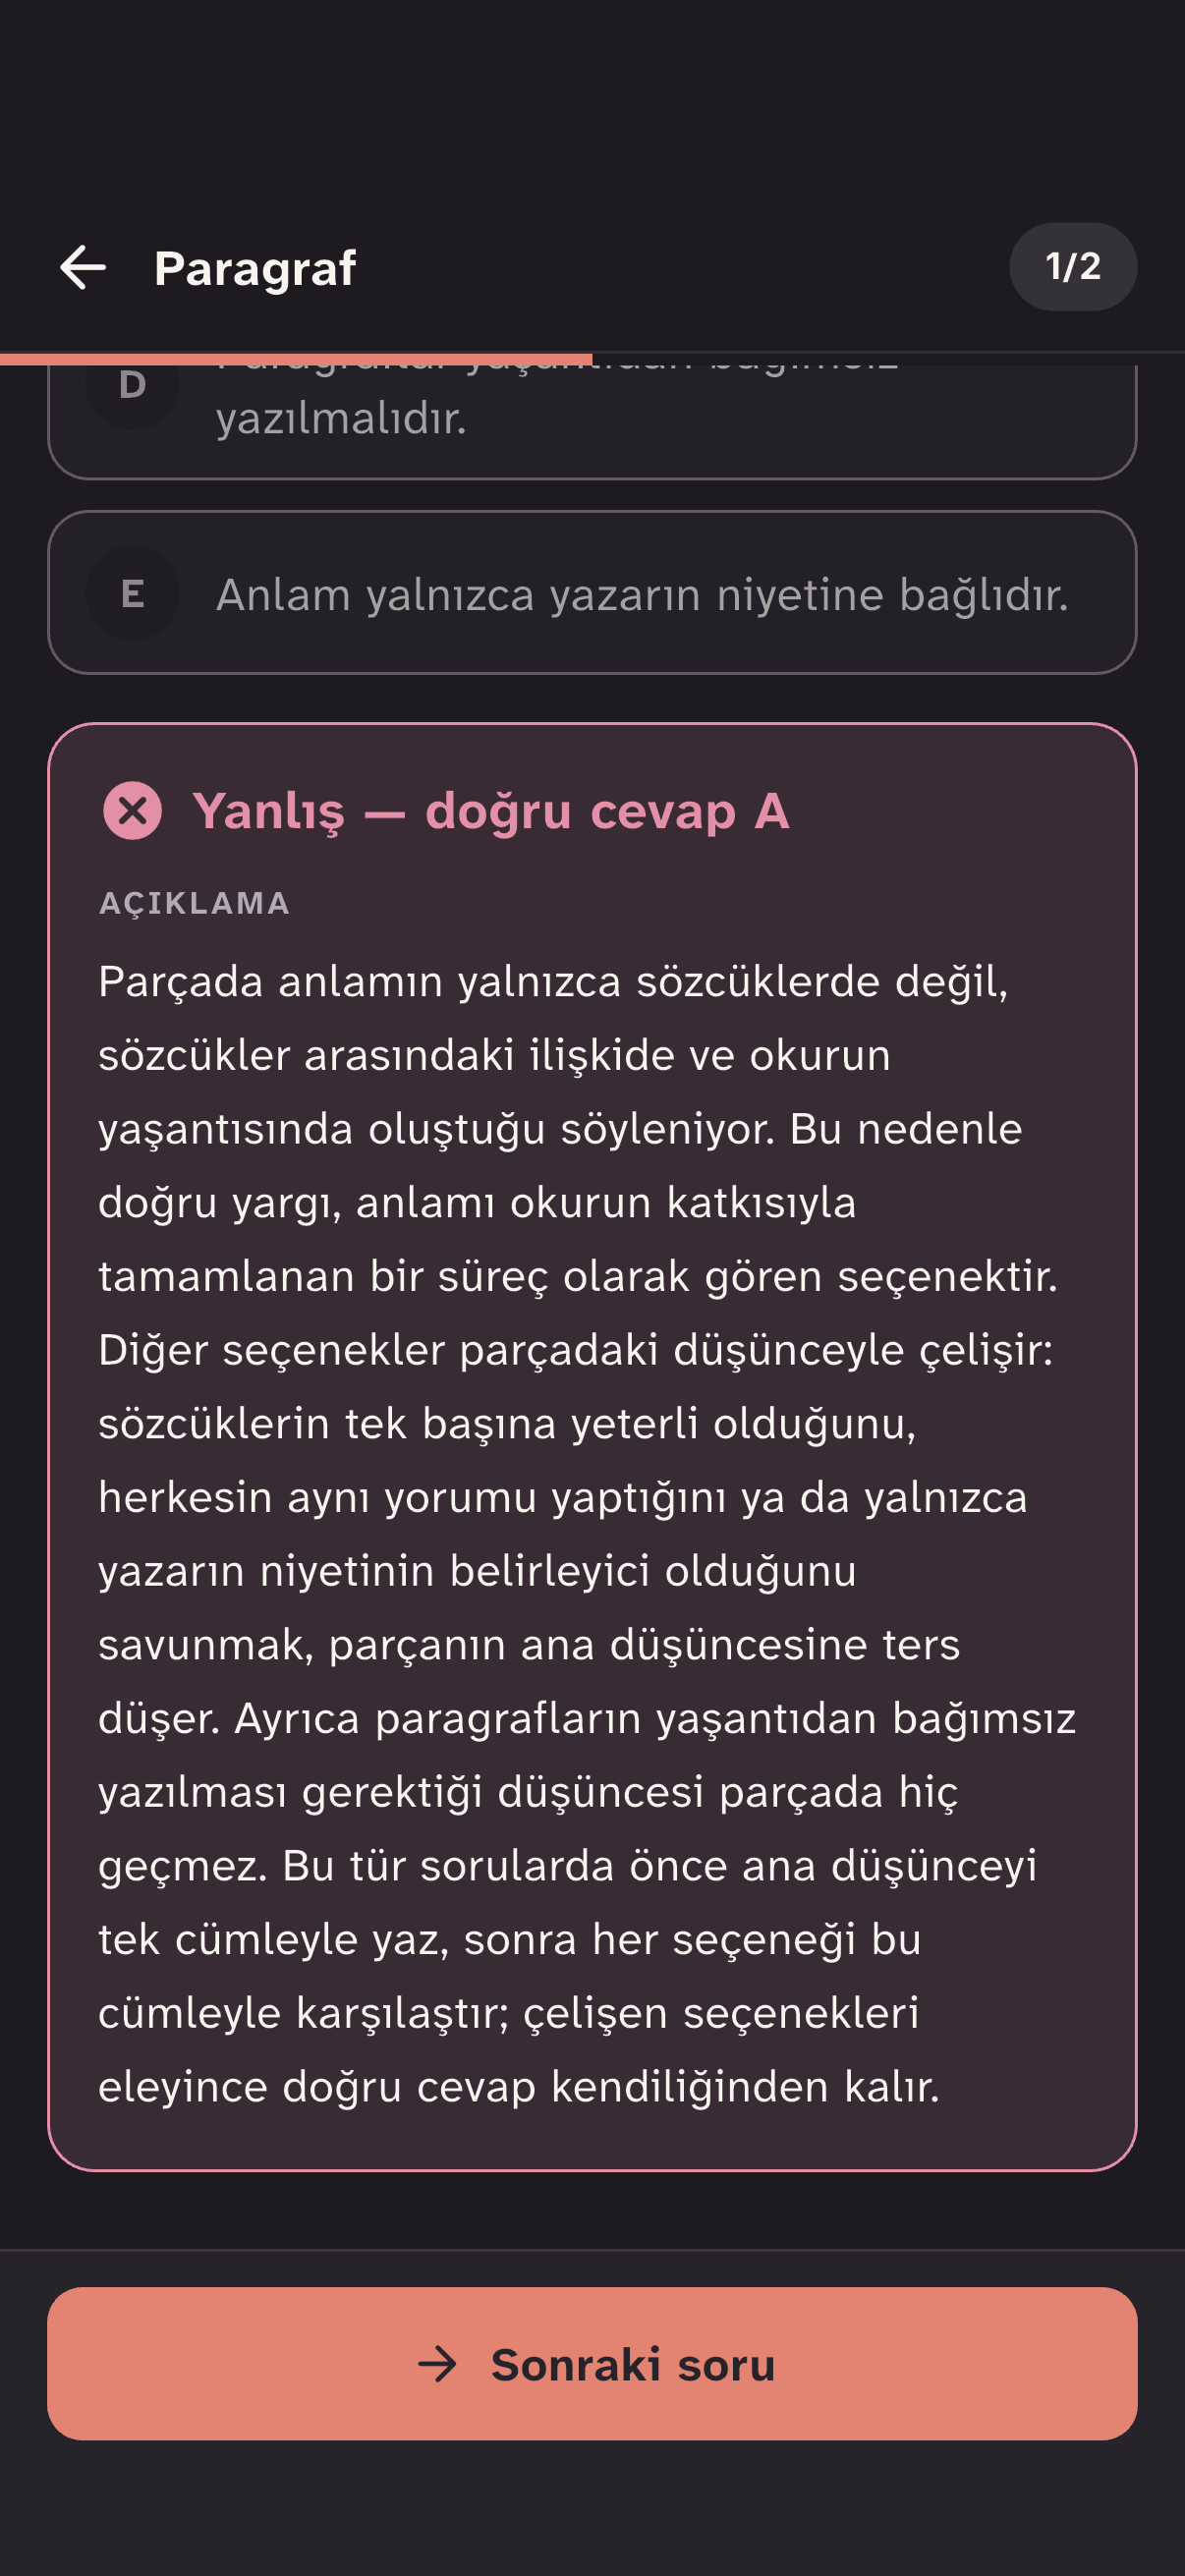 Paragraf
1/2
D
yazılmalıdır.
E
Anlam yalnızca yazarın niyetine bağlıdır.
Yanlış — doğru cevap A
AÇIKLAMA
Parçada anlamın yalnızca sözcüklerde değil,
sözcükler arasındaki ilişkide ve okurun
yaşantısında oluştuğu söyleniyor. Bu nedenle
doğru yargı, anlamı okurun katkısıyla
tamamlanan bir süreç olarak gören seçenektir.
Diğer seçenekler parçadaki düşünceyle çelişir:
sözcüklerin tek başına yeterli olduğunu,
herkesin aynı yorumu yaptığını ya da yalnızca
yazarın niyetinin belirleyici olduğunu
savunmak, parçanın ana düşüncesine ters
düşer. Ayrıca paragrafların yaşantıdan bağımsız
yazılması gerektiği düşüncesi parçada hiç
geçmez. Bu tür sorularda önce ana düşünceyi
tek cümleyle yaz, sonra her seçeneği bu
cümleyle karşılaştır; çelişen seçenekleri
eleyince doğru cevap kendiliğinden kalır.
Sonraki soru